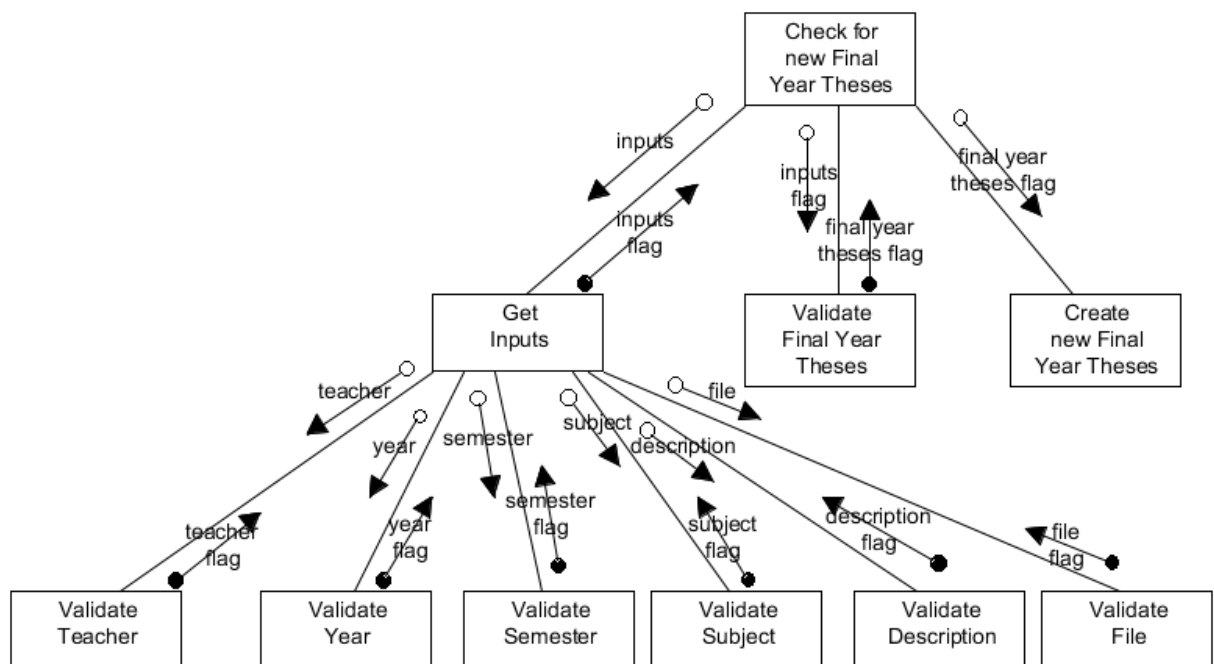 Check for
new Final
Year Theses
inputs
inputs
flag
inputs
flag
final year
theses flag
final year
theses flag
Get
Inputs
Validate
Final Year
Theses
Create
new Final
Year Theses
teacher
year
semester
subject
description
file
teacher
flag
year
flag
semester
flag
subject
flag
description
flag
file
flag
Validate
Teacher
Validate
Year
Validate
Semester
Validate
Subject
Validate
Description
Validate
File